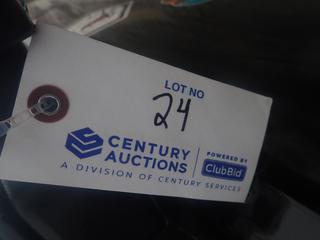 LOT NO
24
CENTURY
AUCTIONS
POWERED BY
ClubBid
A DIVISION OF CENTURY SERVICES